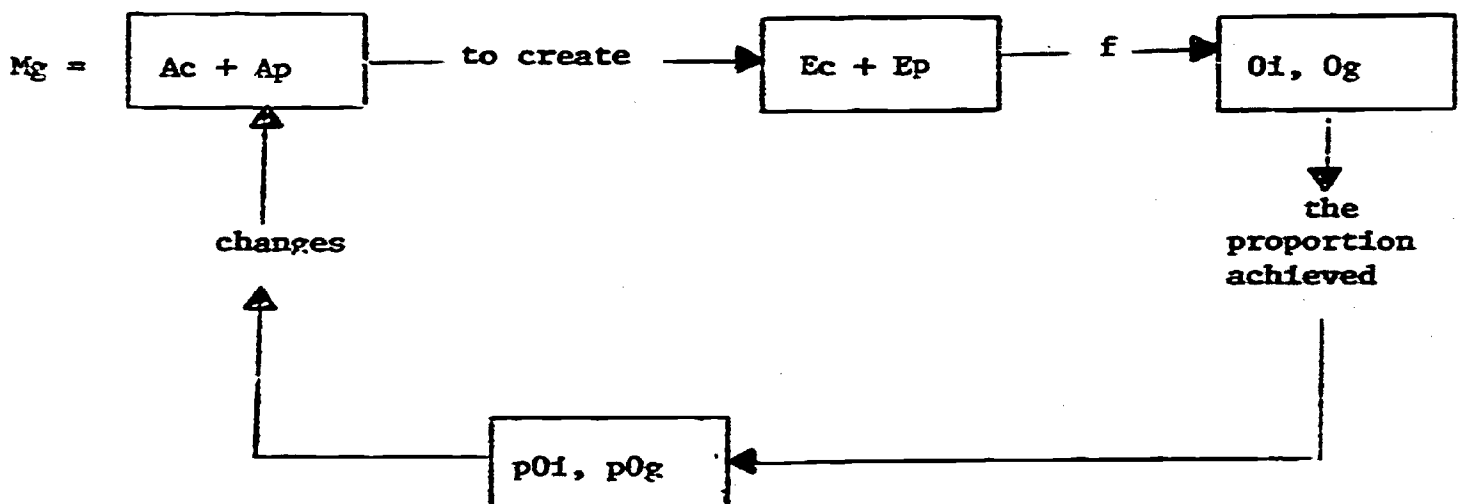 Mg = Ac + Ap to create Ec + Ep f Oi, Og
changes
the
proportion
achieved
pOi, pOg